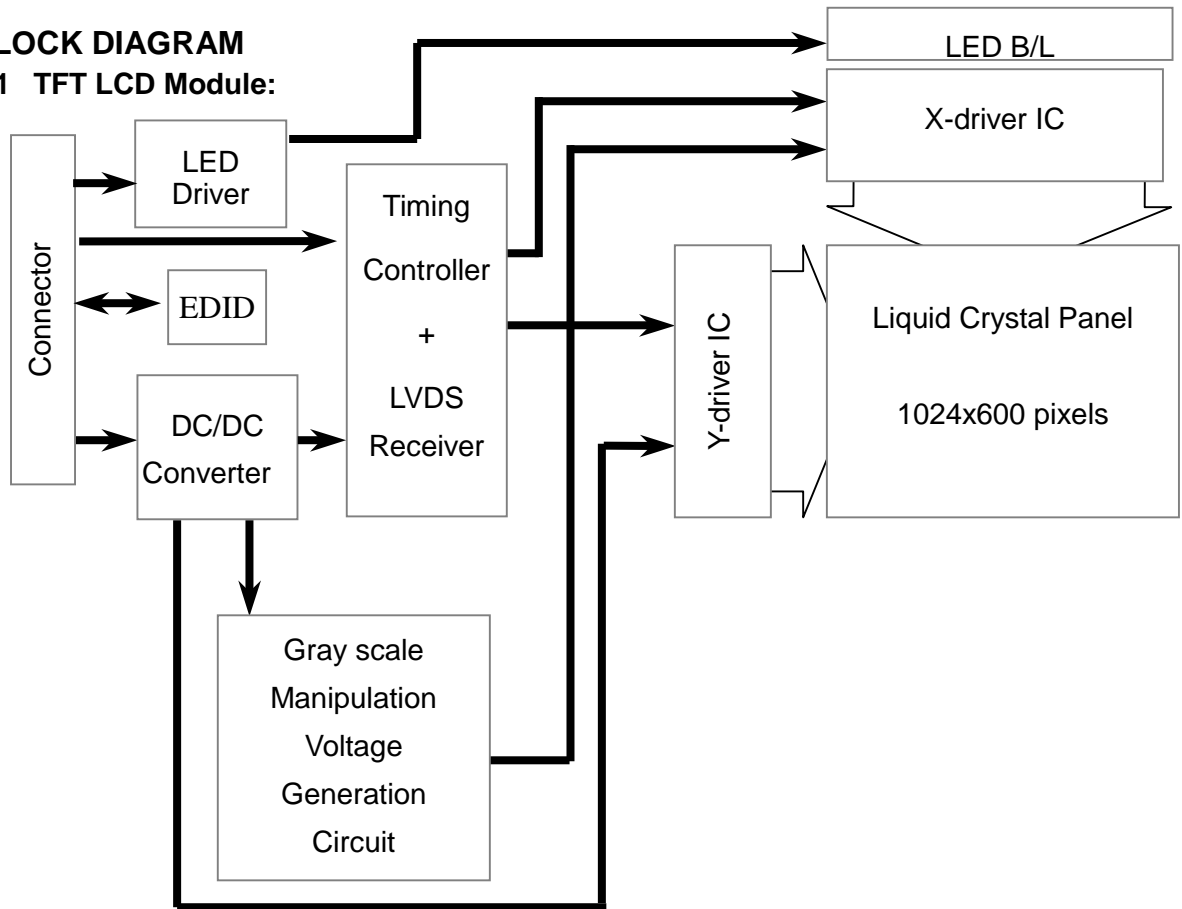 LOCK DIAGRAM
1 TFT LCD Module:
LED B/L
X-driver IC
LED
Driver
Timing
Controller
+
LVDS
Receiver
Connector
EDID
DC/DC
Converter
Y-driver IC
Liquid Crystal Panel
1024x600 pixels
Gray scale
Manipulation
Voltage
Generation
Circuit